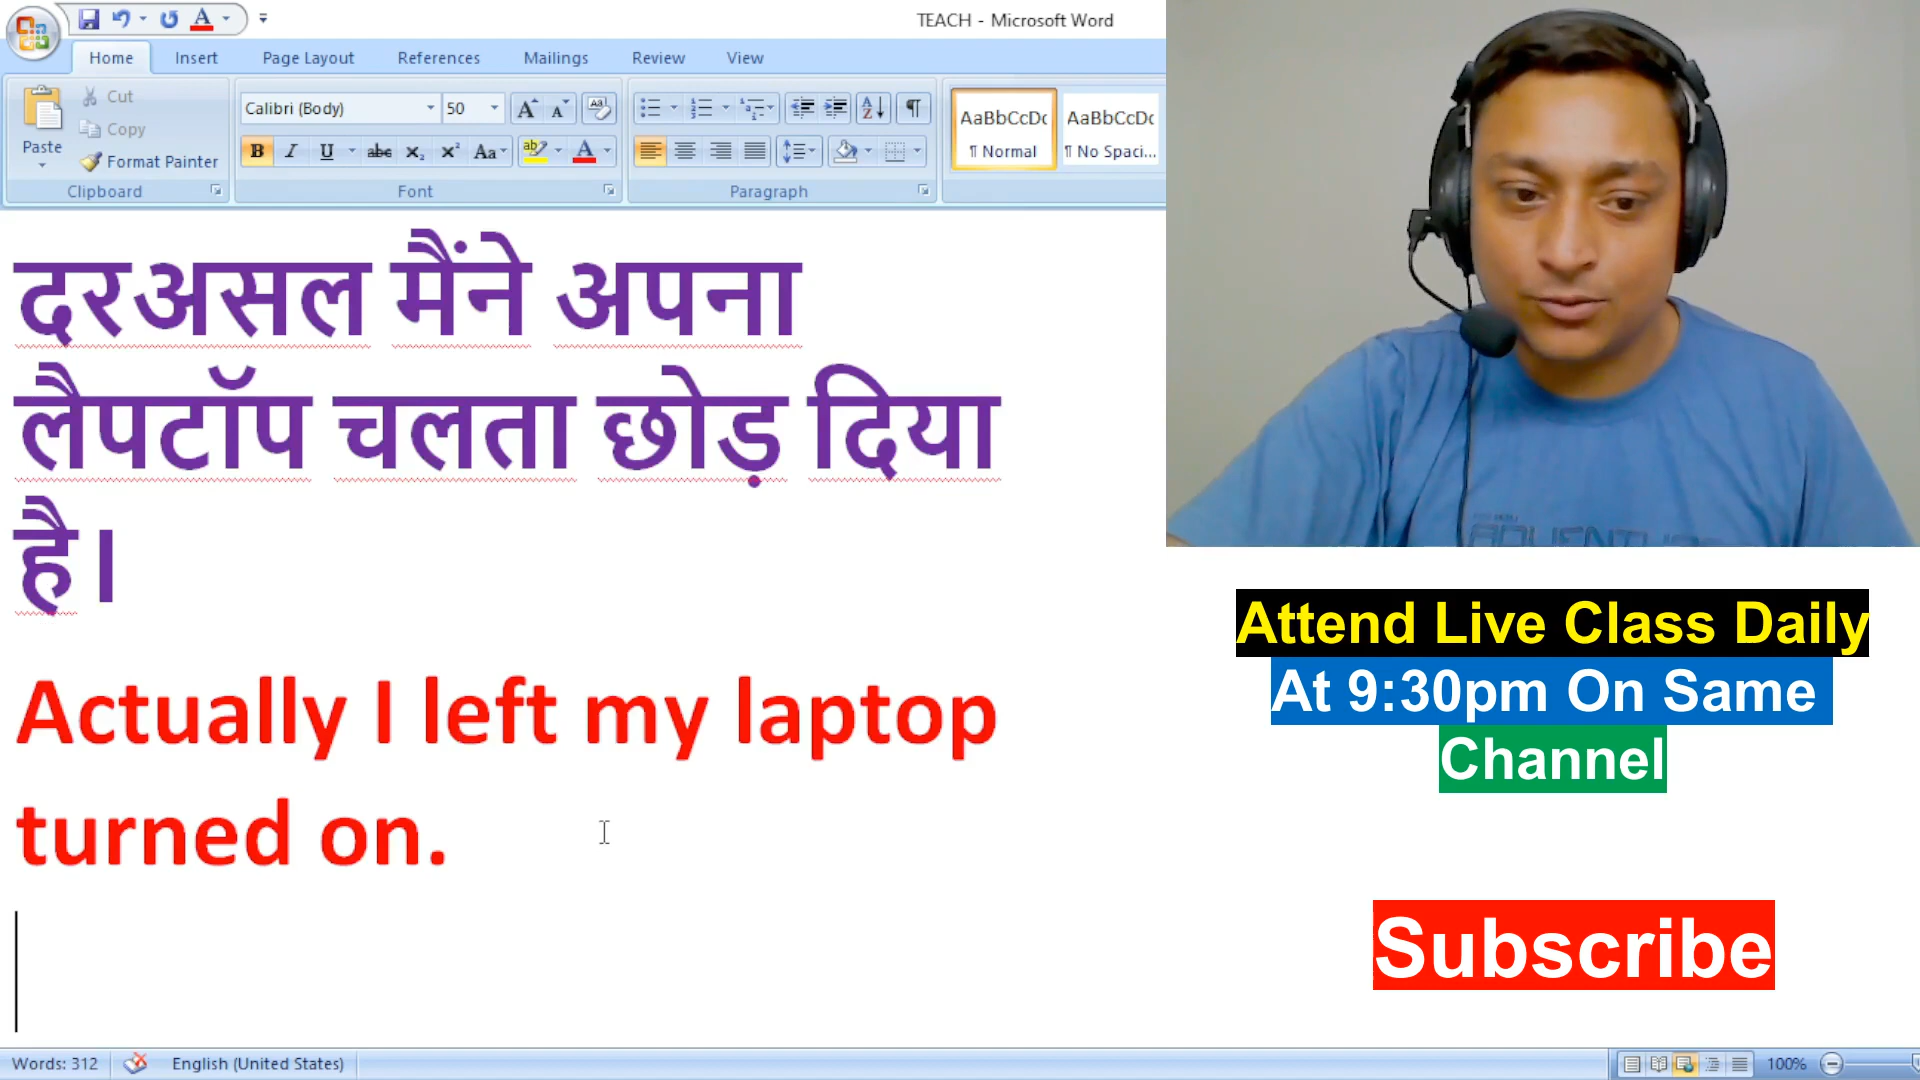 TEACH - Microsoft Word
Home Insert Page Layout References Mailings Review View
Cut
Copy
Paste
Format Painter
Clipboard
Calibri (Body) 50
Font
Paragraph
AaBbCcDc AaBbCcDc
¶ Normal ¶ No Spaci...
दरअसल मैंने अपना
लैपटॉप चलता छोड़ दिया
है।
Actually I left my laptop
turned on.
Attend Live Class Daily
At 9:30pm On Same
Channel
Subscribe
Words: 312 English (United States) 100%